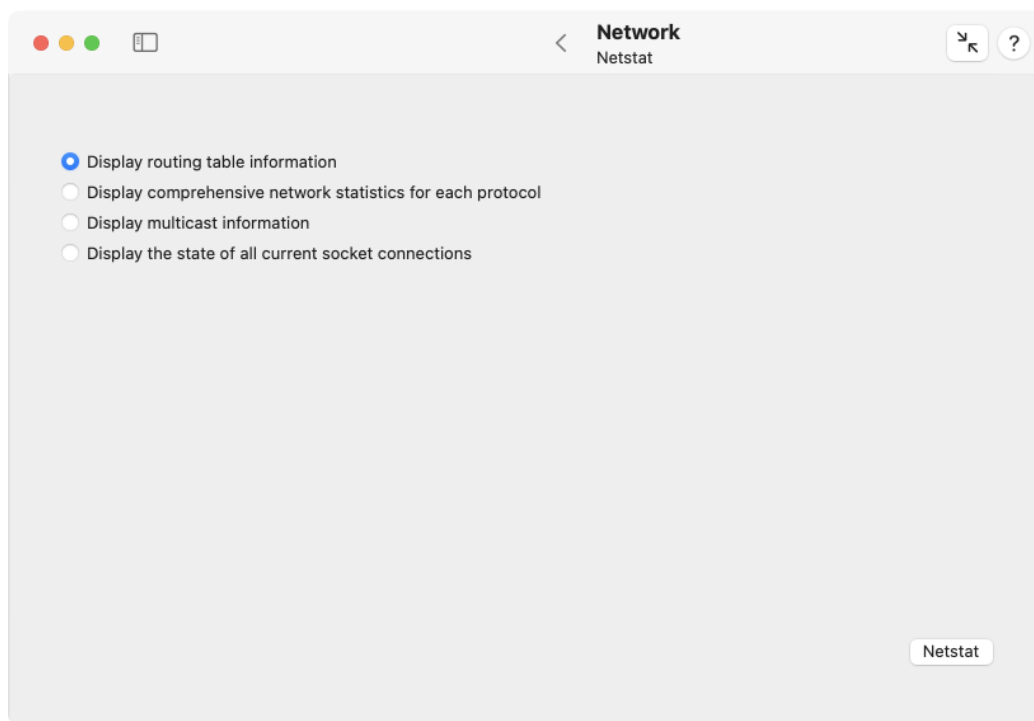 Network
Netstat
?
Display routing table information
Display comprehensive network statistics for each protocol
Display multicast information
Display the state of all current socket connections
Netstat